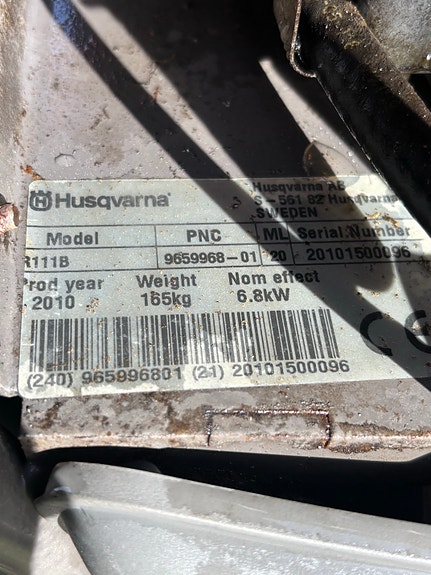 Husqvarna
Husqvarna AB
S-561 82 Huskvarna
SWEDEN
Model PNC ML Serial Number
R111B 9659968-01 20 20101500096
Prod year Weight Nom effect
2010 165kg 6.8kW
(240) 965996801 (21) 20101500096
CE